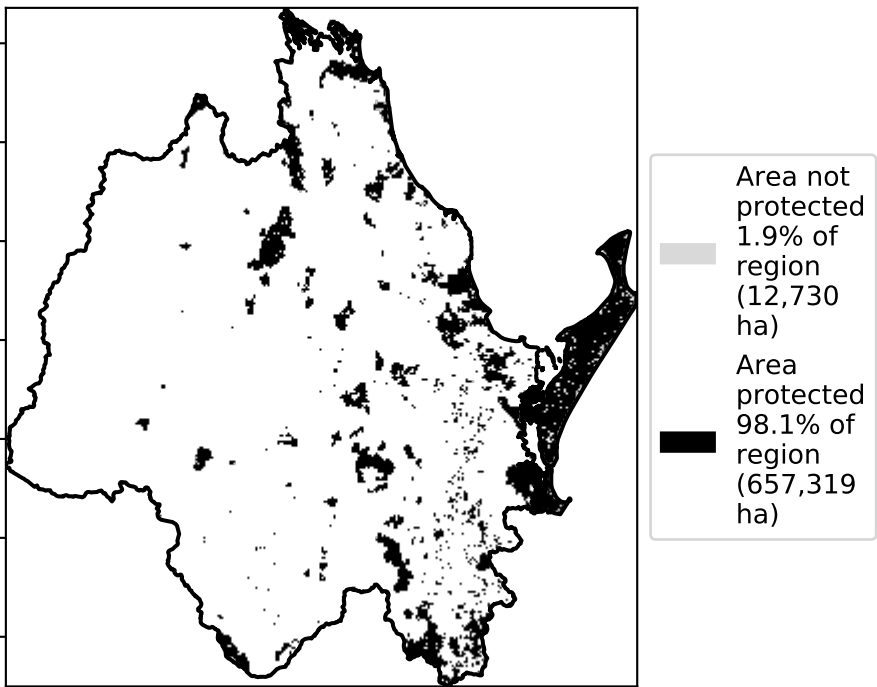 Area not
protected
1.9% of
region
(12,730
ha)
Area
protected
98.1% of
region
(657,319
ha)